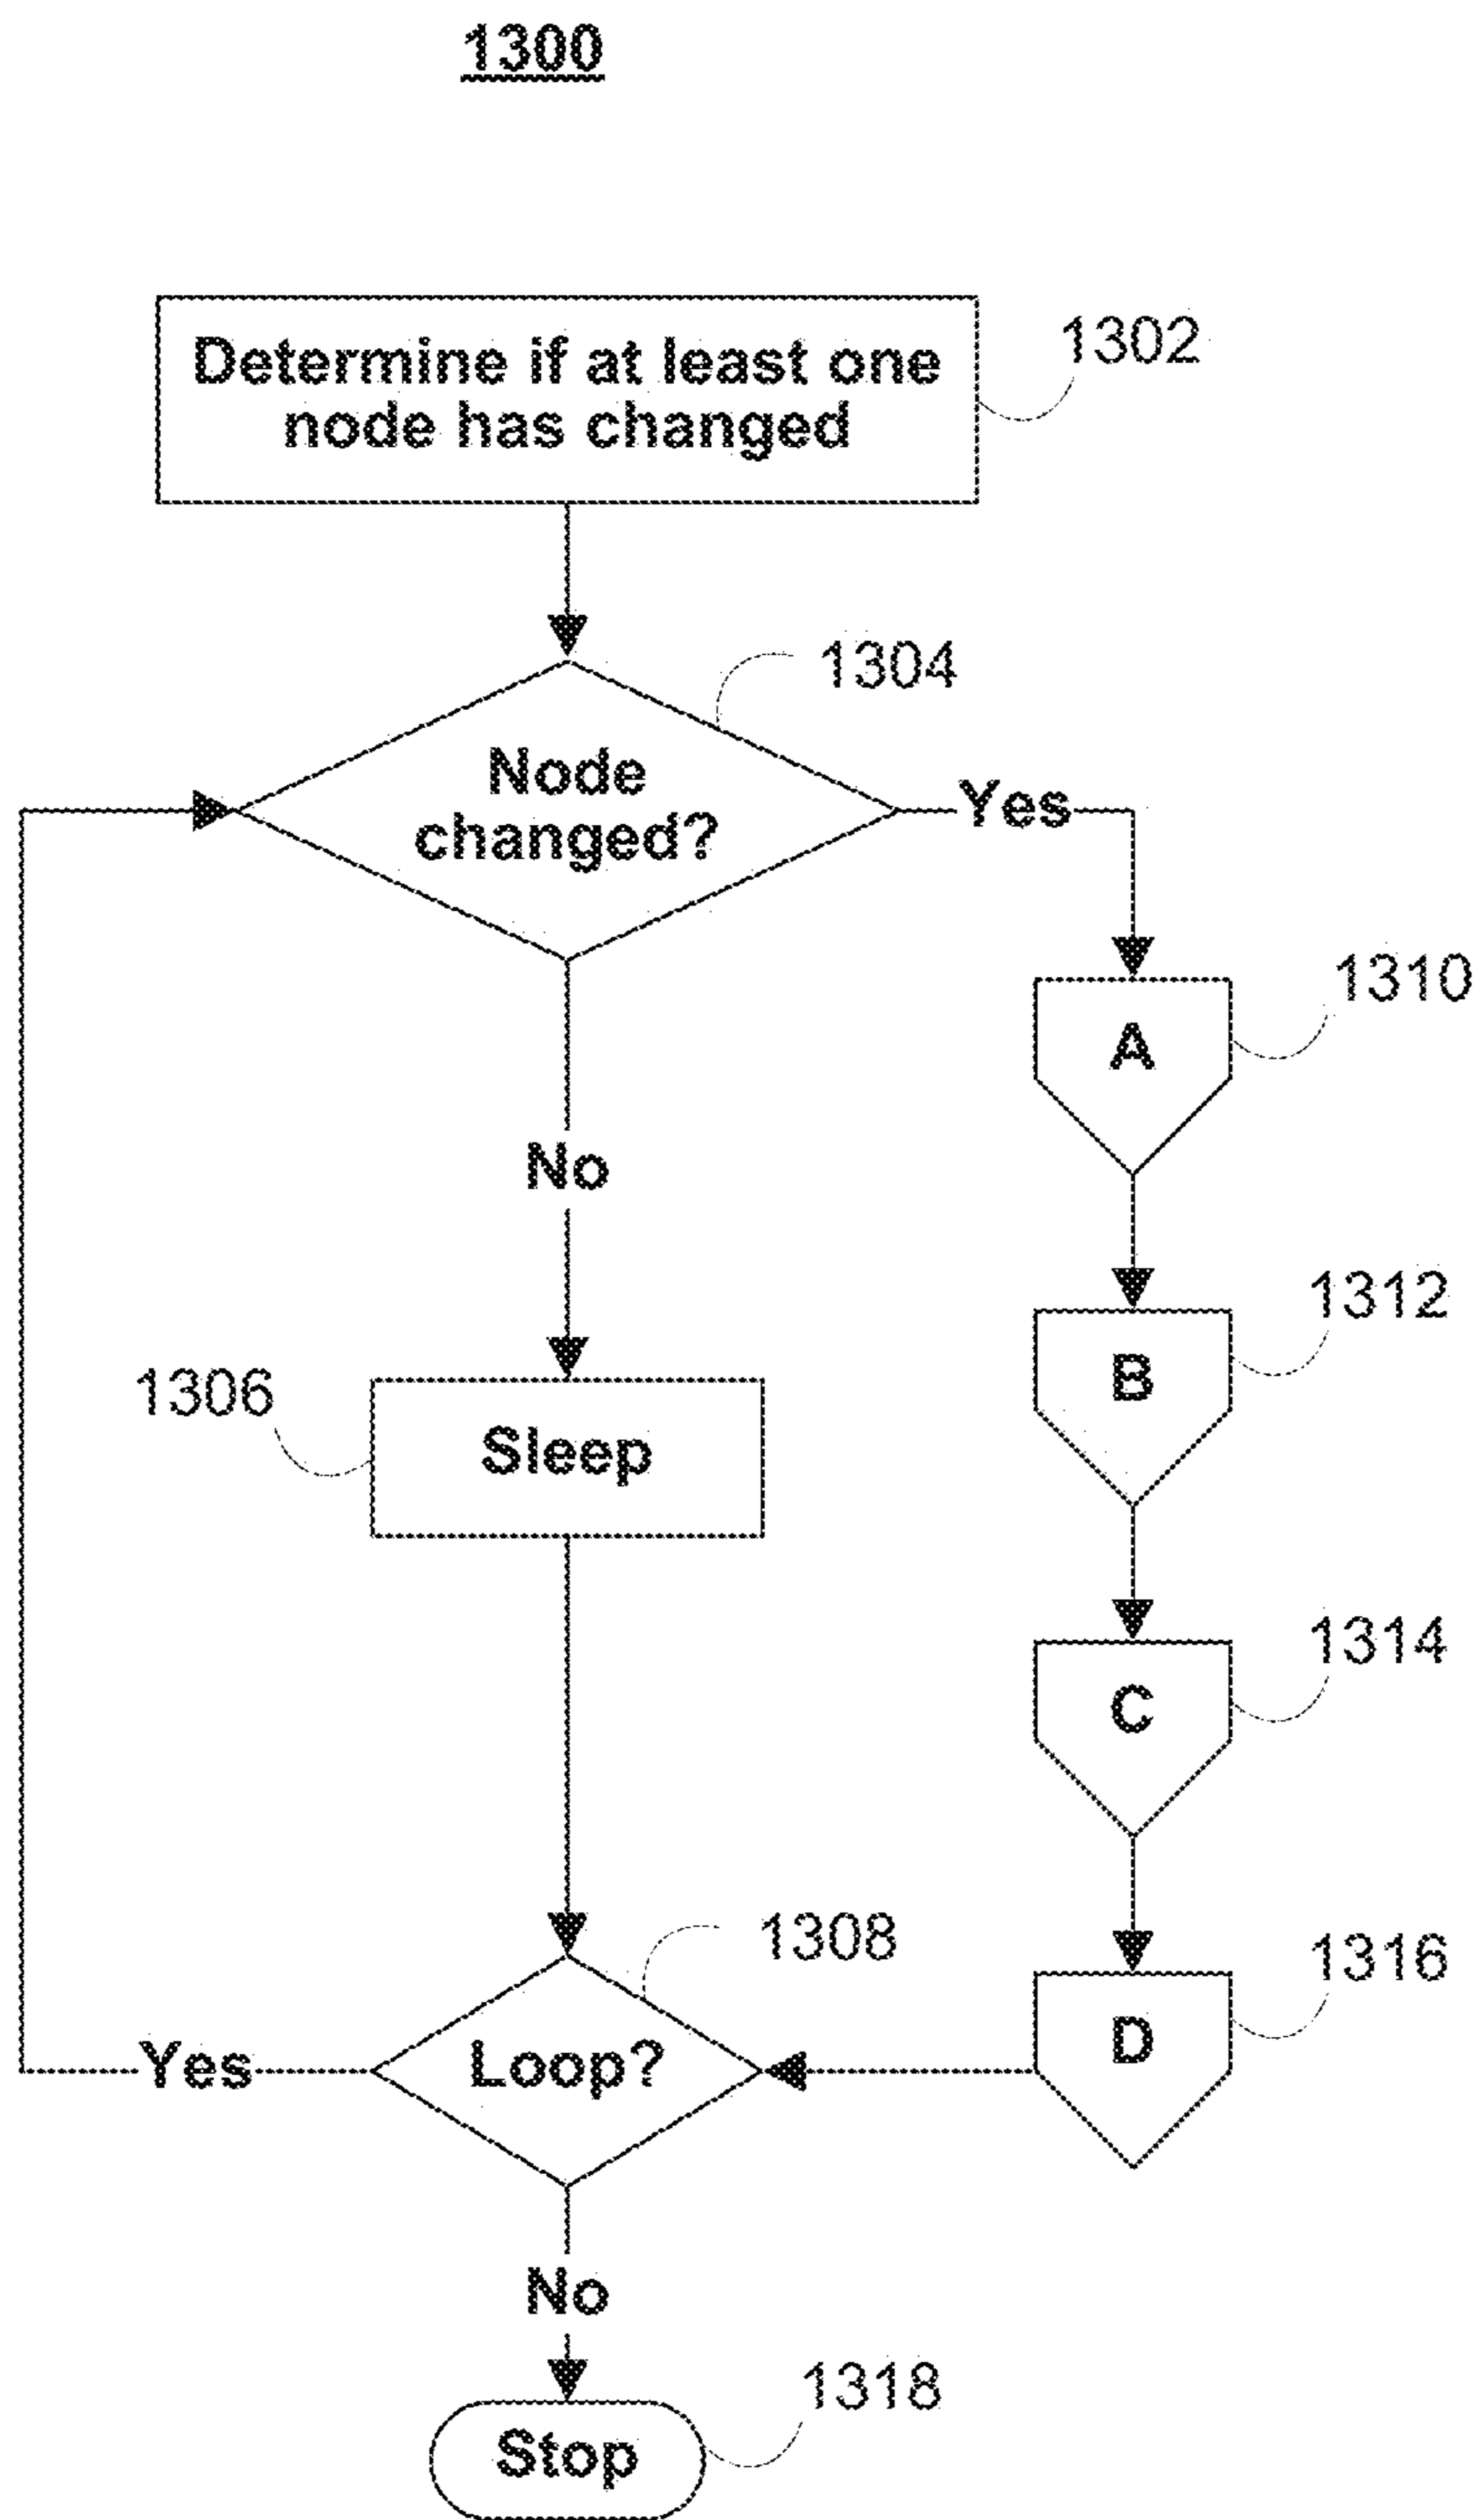 1300
Determine if at least one
node has changed
1302
1304
Node
changed?
Yes
1310
A
No
1312
B
1306
Sleep
1314
C
1308
1316
Yes
Loop?
D
No
1318
Stop